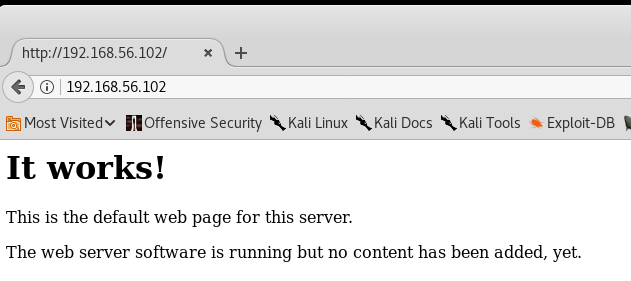 http://192.168.56.102/
192.168.56.102
Most Visited Offensive Security Kali Linux Kali Docs Kali Tools Exploit-DB
It works!
This is the default web page for this server.
The web server software is running but no content has been added, yet.